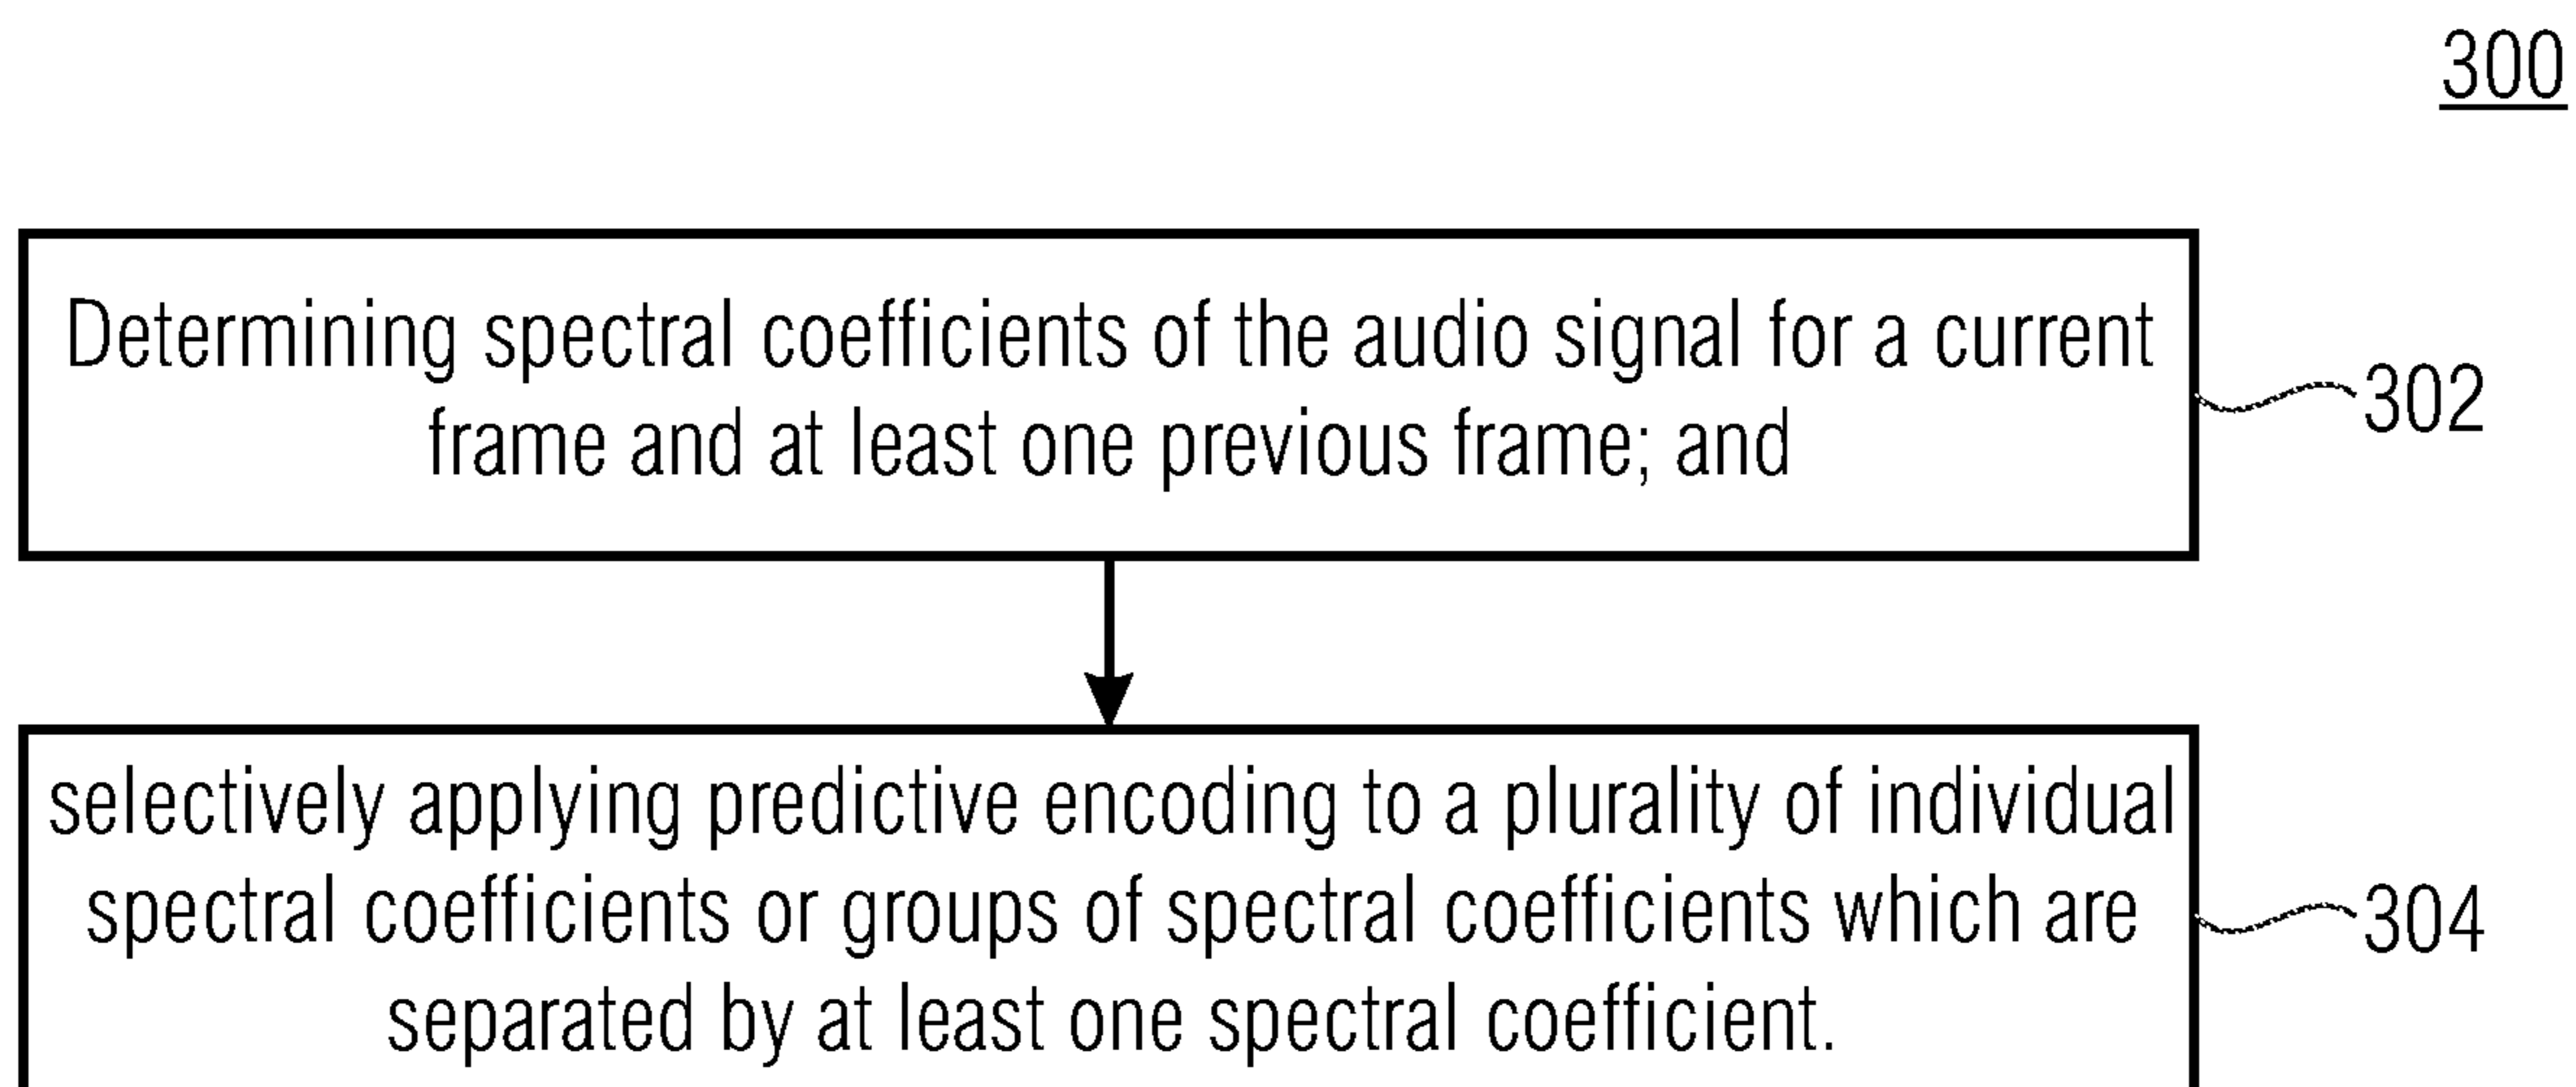 300
Determining spectral coefficients of the audio signal for a current
frame and at least one previous frame; and
302
selectively applying predictive encoding to a plurality of individual
spectral coefficients or groups of spectral coefficients which are
separated by at least one spectral coefficient.
304